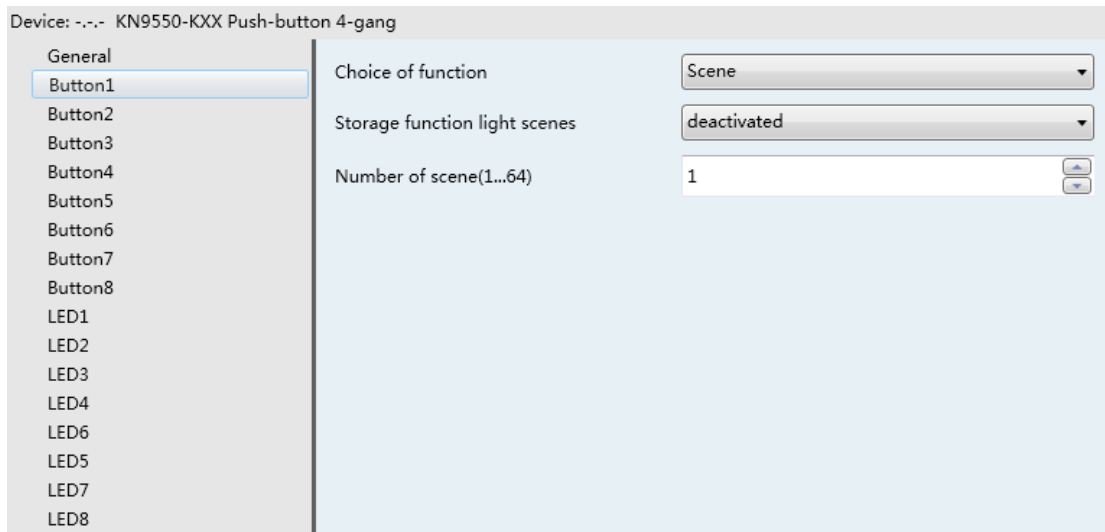 Device: -.-.- KN9550-KXX Push-button 4-gang
General
Button1
Button2
Button3
Button4
Button5
Button6
Button7
Button8
LED1
LED2
LED3
LED4
LED6
LED5
LED7
LED8
Choice of function Scene
Storage function light scenes deactivated
Number of scene(1...64) 1